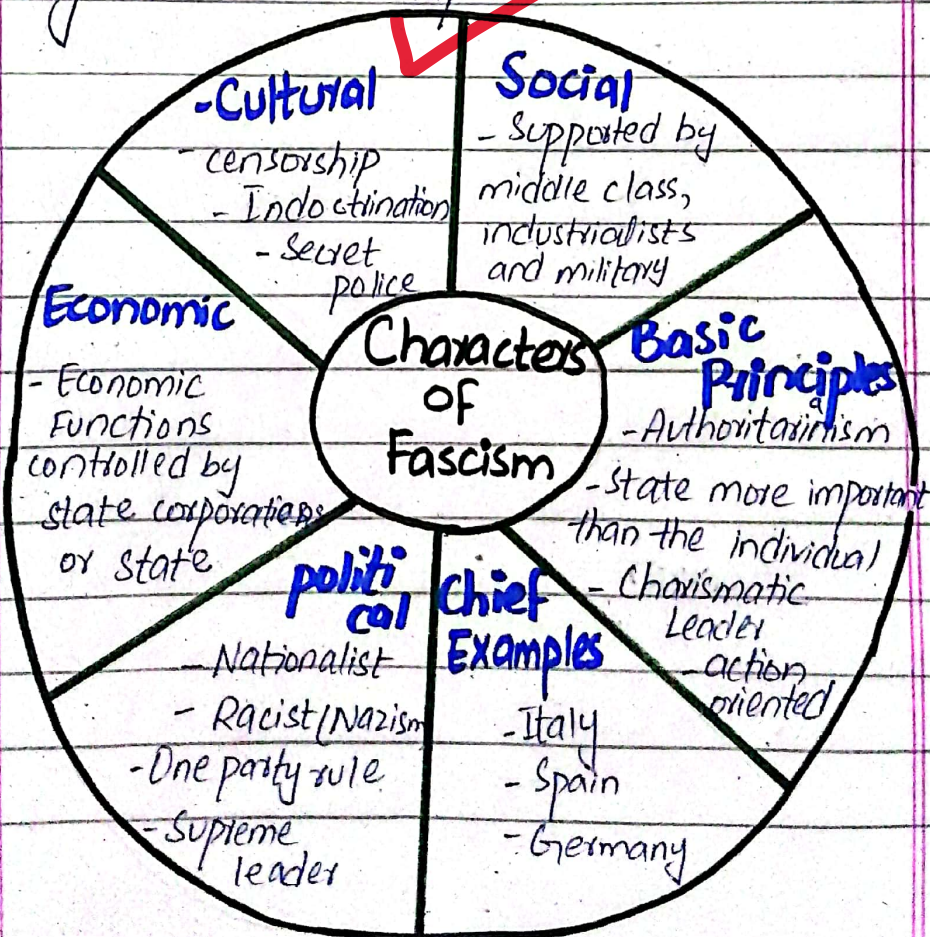 -Cultural
- censorship
- Indoctrination
- Secret
police
Social
- Supported by
middle class,
industrialists
and military
Economic
- Economic
Functions
controlled by
state corporations
or state
Characters
of
Fascism
Basic
Principles
a
-Authoritarinism
-State more important
than the individual
- Charismatic
Leader
- action
oriented
politi
cal
- Nationalist
- Racist(Nazism
-One party rule
-Supreme
leader
Chief
Examples
-Italy
- Spain
- Germany